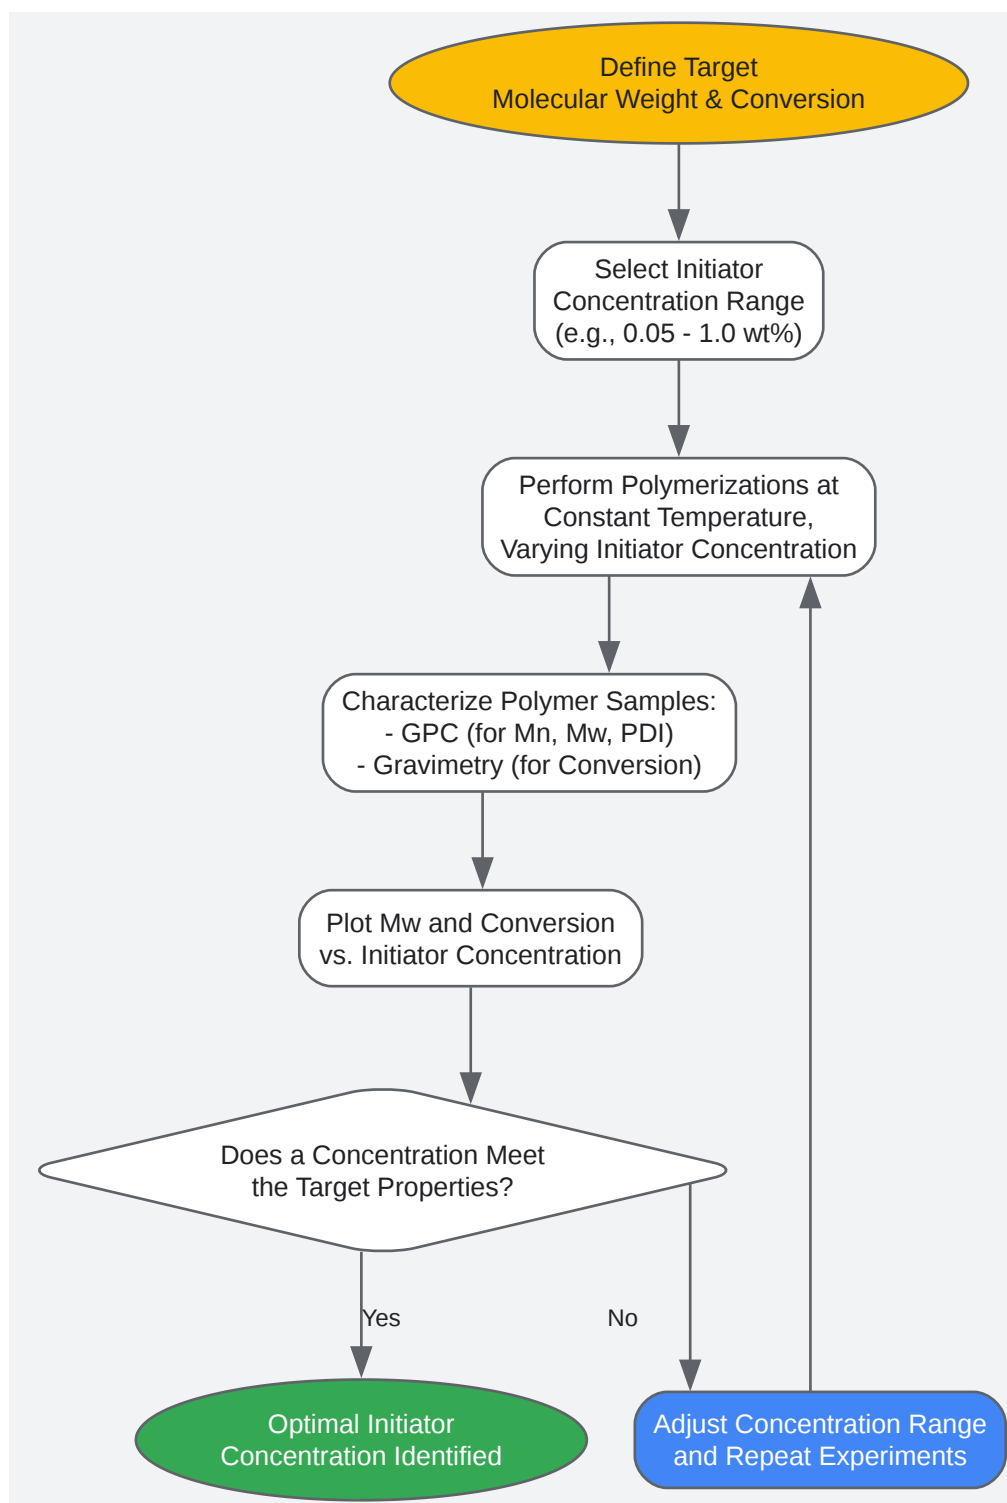 Define Target
Molecular Weight & Conversion
Select Initiator
Concentration Range
(e.g., 0.05 - 1.0 wt%)
Perform Polymerizations at
Constant Temperature,
Varying Initiator Concentration
Characterize Polymer Samples:
- GPC (for Mn, Mw, PDI)
- Gravimetry (for Conversion)
Plot Mw and Conversion
vs. Initiator Concentration
Does a Concentration Meet
the Target Properties?
Yes
No
Optimal Initiator
Concentration Identified
Adjust Concentration Range
and Repeat Experiments